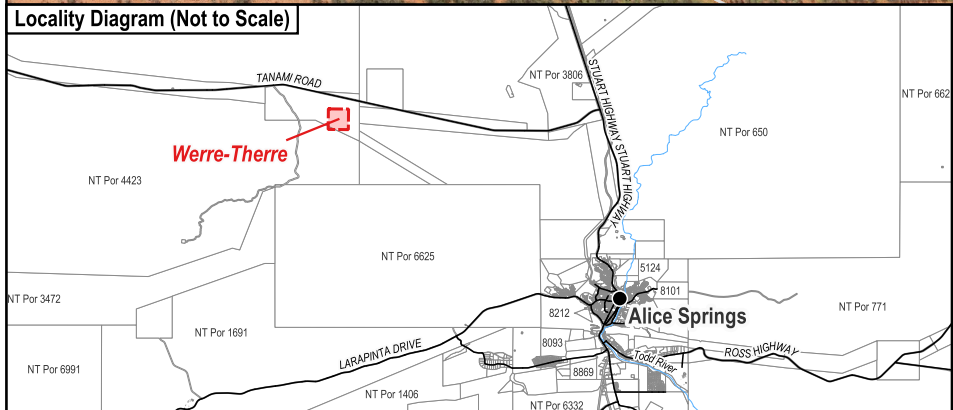 Locality Diagram (Not to Scale)
TANAMI ROAD
NT Por 3806
STUART HIGHWAY STUART HIGHWAY
NT Por 662
NT Por 650
Werre-Therre
NT Por 4423
NT Por 6625
5124
8101
NT Por 3472
NT Por 771
8212
Alice Springs
NT Por 1691
8093
LARAPINTA DRIVE
Todd River
ROSS HIGHWAY
NT Por 6991
8869
NT Por 1406
NT Por 6332